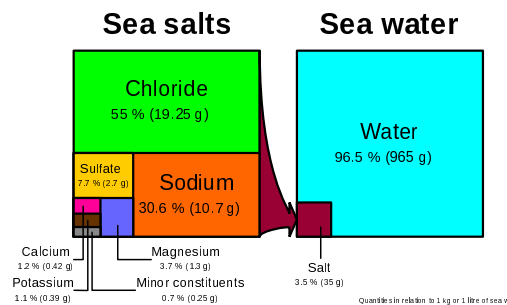 Sea salts
Sea water
Chloride
55 % (19.25 g)
Sulfate
7.7 % (2.7 g)
Sodium
30.6 % (10.7 g)
Water
96.5 % (965 g)
Calcium
1.2 % (0.42 g)
Magnesium
3.7 % (1.3 g)
Potassium
1.1 % (0.39 g)
Minor constituents
0.7 % (0.25 g)
Salt
3.5 % (35 g)
Quantities in relation to 1 kg or 1 litre of sea w